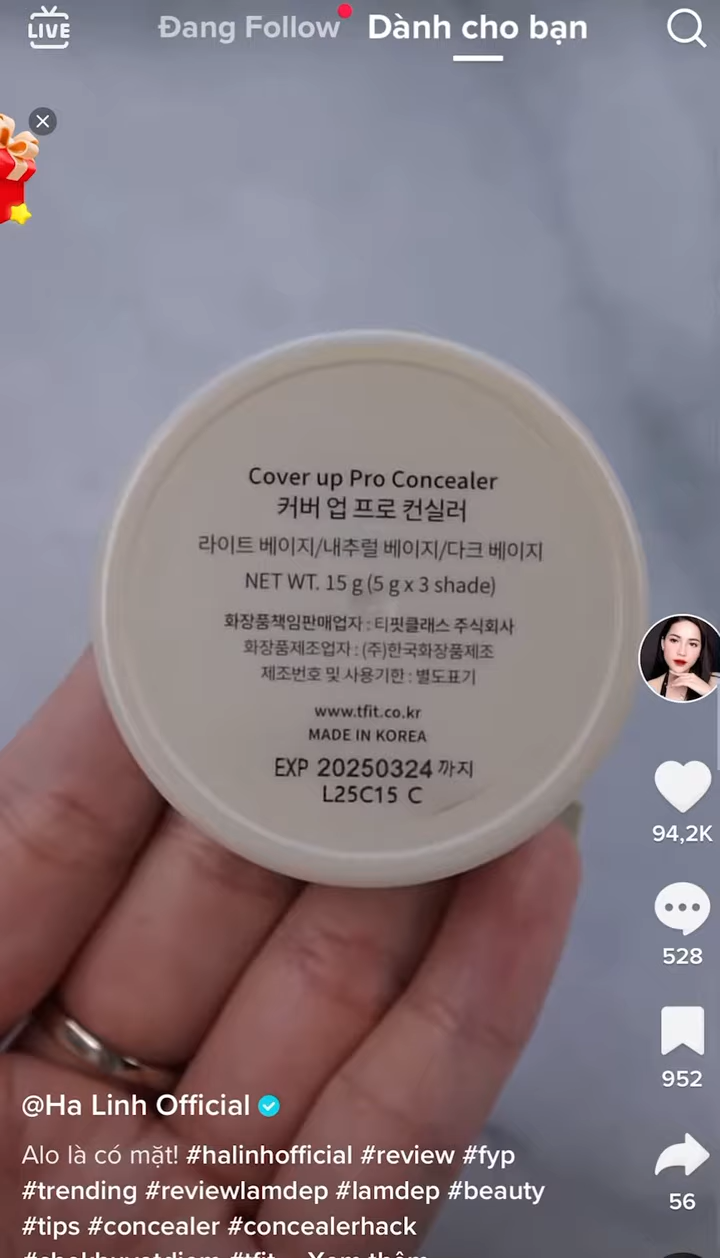 LIVE
Đang Follow
Dành cho bạn
Cover up Pro Concealer
커버 업 프로 컨실러
라이트 베이지/내추럴 베이지/다크 베이지
NET WT. 15 g (5 g x 3 shade)
화장품책임판매업자 : 티핏클래스 주식회사
화장품제조업자 : (주)한국화장품제조
제조번호 및 사용기한 : 별도표기
www.tfit.co.kr
MADE IN KOREA
EXP 20250324 까지
L25C15 C
94,2K
528
952
56
@Ha Linh Official
Alo là có mặt! #halinhofficial #review #fyp
#trending #reviewlamdep #lamdep #beauty
#tips #concealer #concealerhack